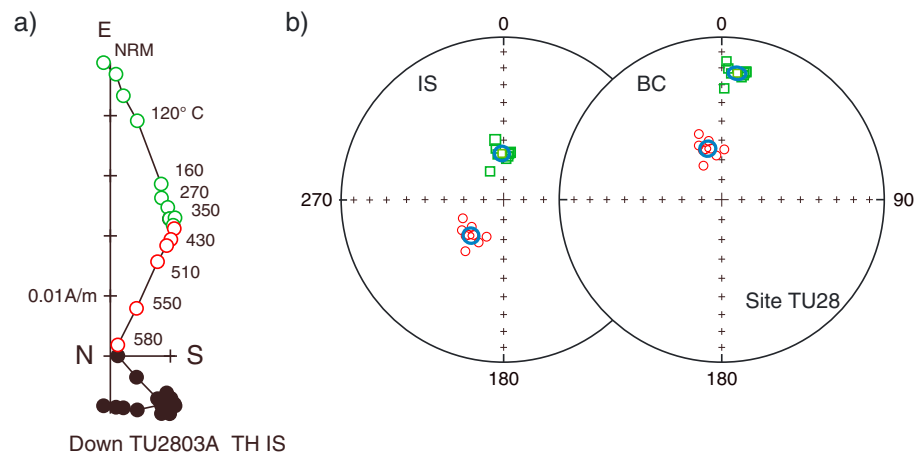 a)
E
NRM
120° C
160
270
350
430
510
550
0.01A/m
580
N S
Down TU2803A TH IS
b)
0 0
IS BC
270 90
Site TU28
180 180